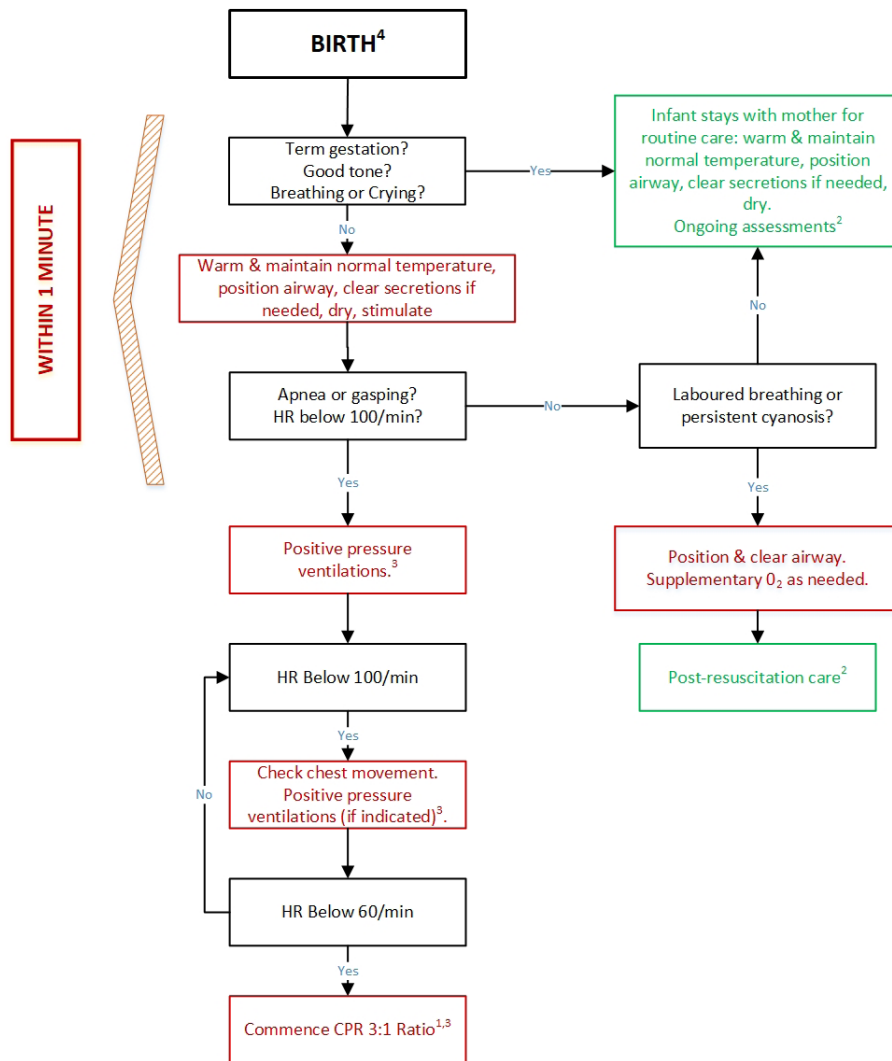 BIRTH⁴
WITHIN 1 MINUTE
Term gestation?
Good tone?
Breathing or Crying?
Yes
Infant stays with mother for
routine care: warm & maintain
normal temperature, position
airway, clear secretions if needed,
dry.
Ongoing assessments²
No
Warm & maintain normal temperature,
position airway, clear secretions if
needed, dry, stimulate
No
Apnea or gasping?
HR below 100/min?
No
Laboured breathing or
persistent cyanosis?
Yes
Yes
Positive pressure
ventilations.³
Position & clear airway.
Supplementary 0₂ as needed.
HR Below 100/min
Post-resuscitation care²
Yes
Check chest movement.
Positive pressure
ventilations (if indicated)³.
No
HR Below 60/min
Yes
Commence CPR 3:1 Ratio¹,³